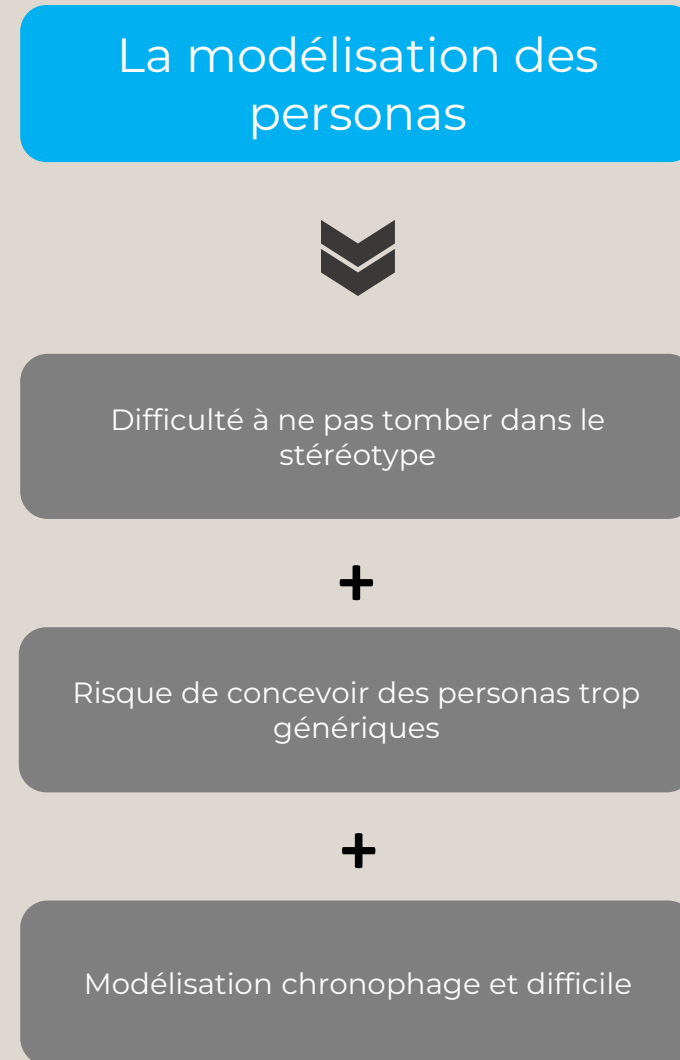 La modélisation des
personas
Difficulté à ne pas tomber dans le
stéréotype
+
Risque de concevoir des personas trop
génériques
+
Modélisation chronophage et difficile